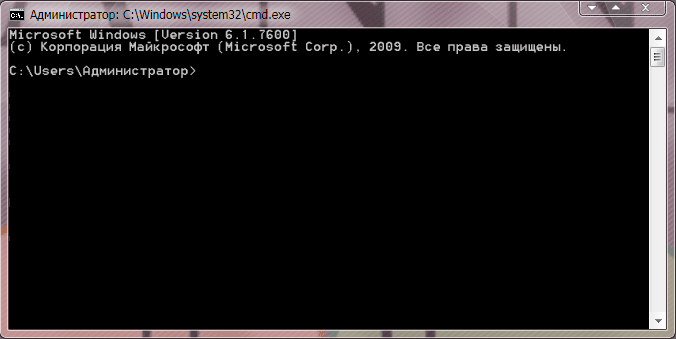 Администратор: C:\Windows\system32\cmd.exe
Microsoft Windows [Version 6.1.7600]
(c) Корпорация Майкрософт (Microsoft Corp.), 2009. Все права защищены.
C:\Users\Администратор>